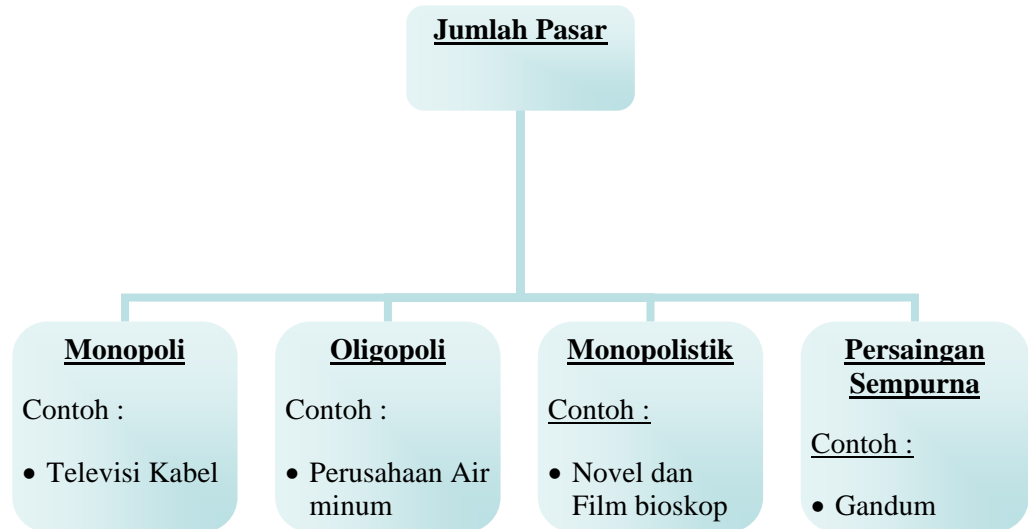 Jumlah Pasar
Monopoli
Contoh :
• Televisi Kabel
Oligopoli
Contoh :
• Perusahaan Air
minum
Monopolistik
Contoh :
• Novel dan
Film bioskop
Persaingan
Sempurna
Contoh :
• Gandum